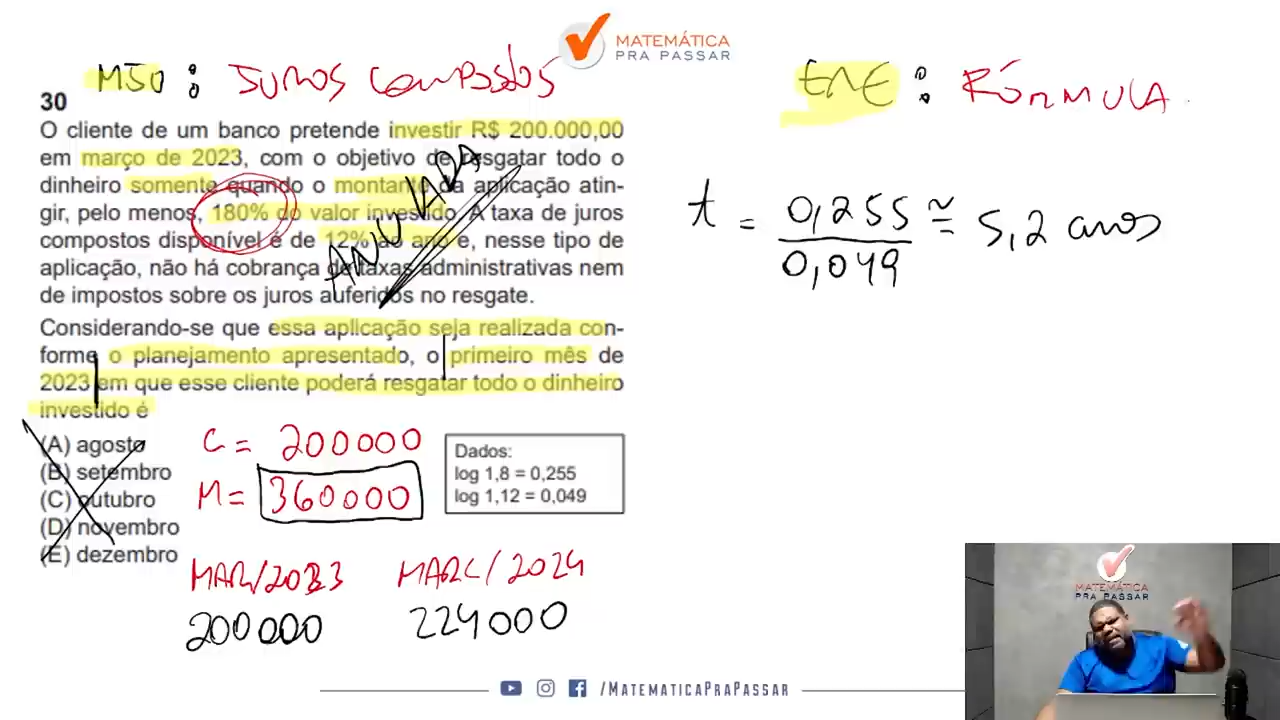 MATEMÁTICA
PRA PASSAR
MJO : JUROS COMPOSTOS
ENE : FÓRMULA.
30
O cliente de um banco pretende investir R$ 200.000,00
em março de 2023, com o objetivo de resgatar todo o
dinheiro somente quando o montante da aplicação atin-
gir, pelo menos, 180% do valor investido. A taxa de juros
compostos disponível é de 12% ao ano e, nesse tipo de
aplicação, não há cobrança de taxas administrativas nem
de impostos sobre os juros auferidos no resgate.
ANULADA
Considerando-se que essa aplicação seja realizada con-
forme o planejamento apresentado, o primeiro mês de
2023 em que esse cliente poderá resgatar todo o dinheiro
investido é
(A) agosto
(B) setembro
(C) outubro
(D) novembro
(E) dezembro
C = 200000
M = 360000
Dados:
log 1,8 = 0,255
log 1,12 = 0,049
MAR/2023 MARC/2024
200000 224000
t = 0,255 ≅ 5,2 anos
0,049
MATEMÁTICA
PRA PASSAR
/MATEMATICAPRAPASSAR